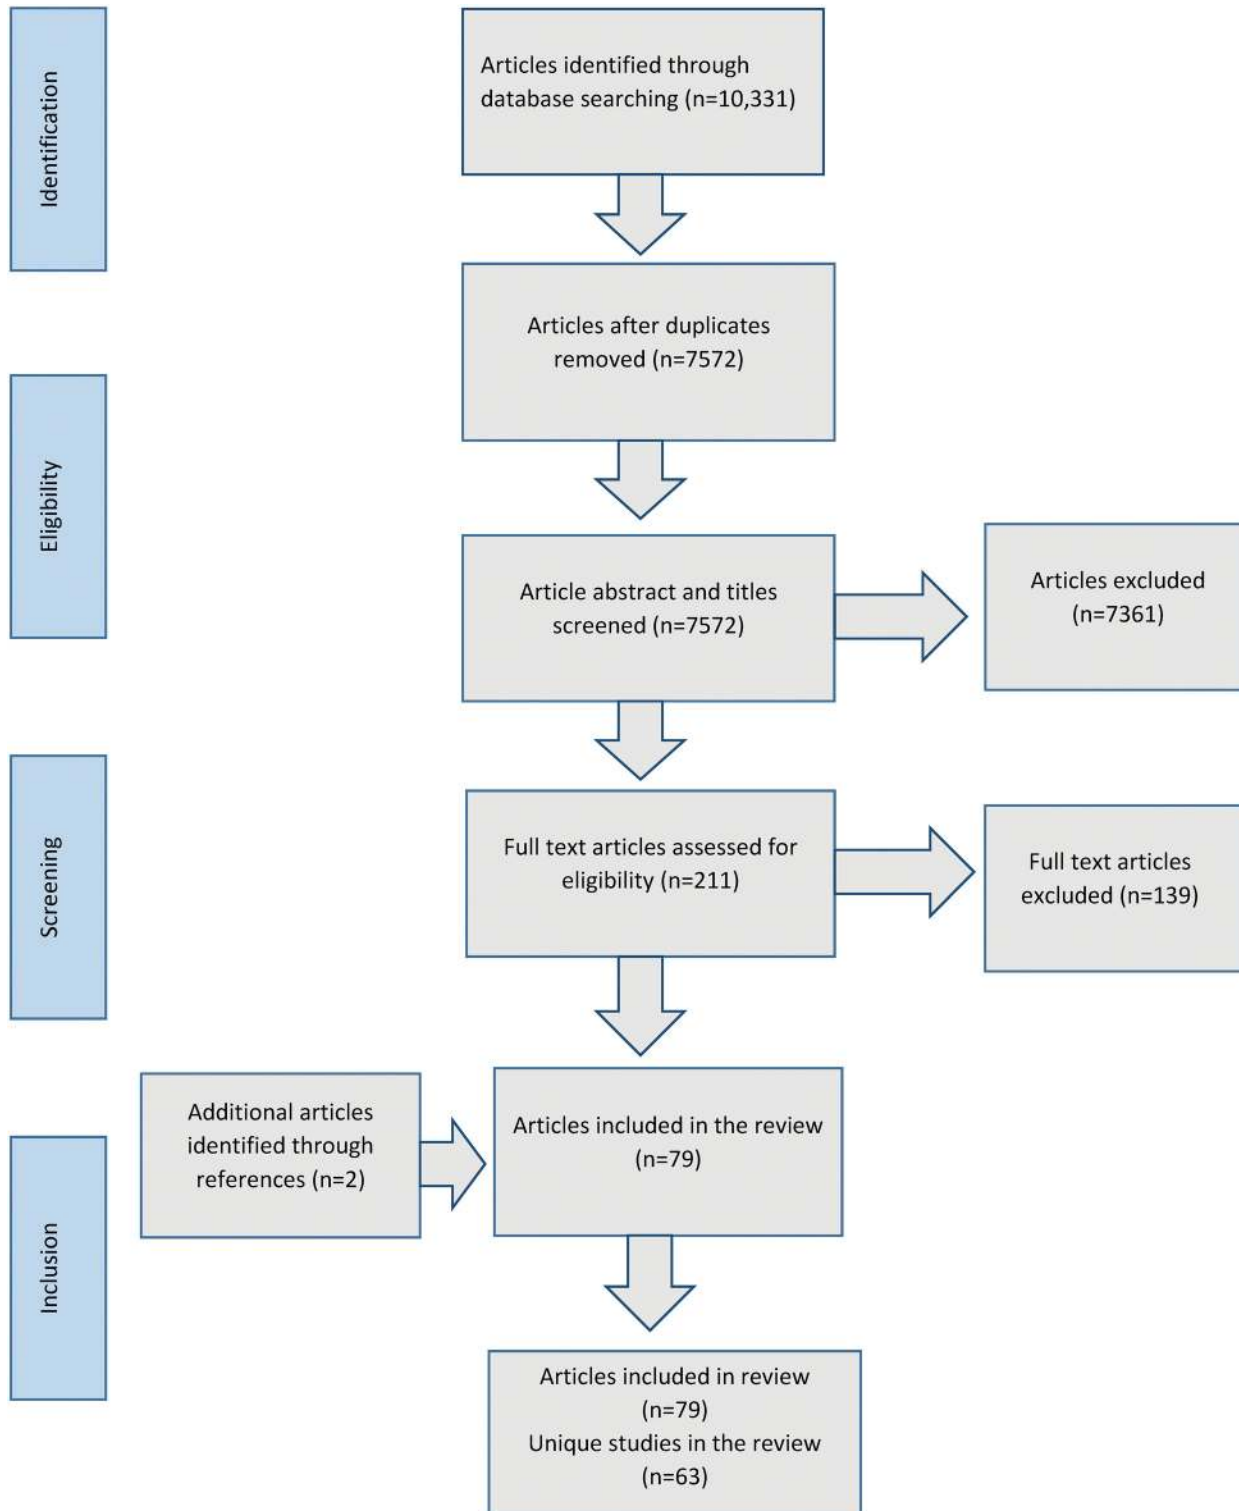 Identification
Articles identified through
database searching (n=10,331)
Articles after duplicates
removed (n=7572)
Eligibility
Article abstract and titles
screened (n=7572)
Articles excluded
(n=7361)
Screening
Full text articles assessed for
eligibility (n=211)
Full text articles
excluded (n=139)
Inclusion
Additional articles
identified through
references (n=2)
Articles included in the review
(n=79)
Articles included in review
(n=79)
Unique studies in the review
(n=63)